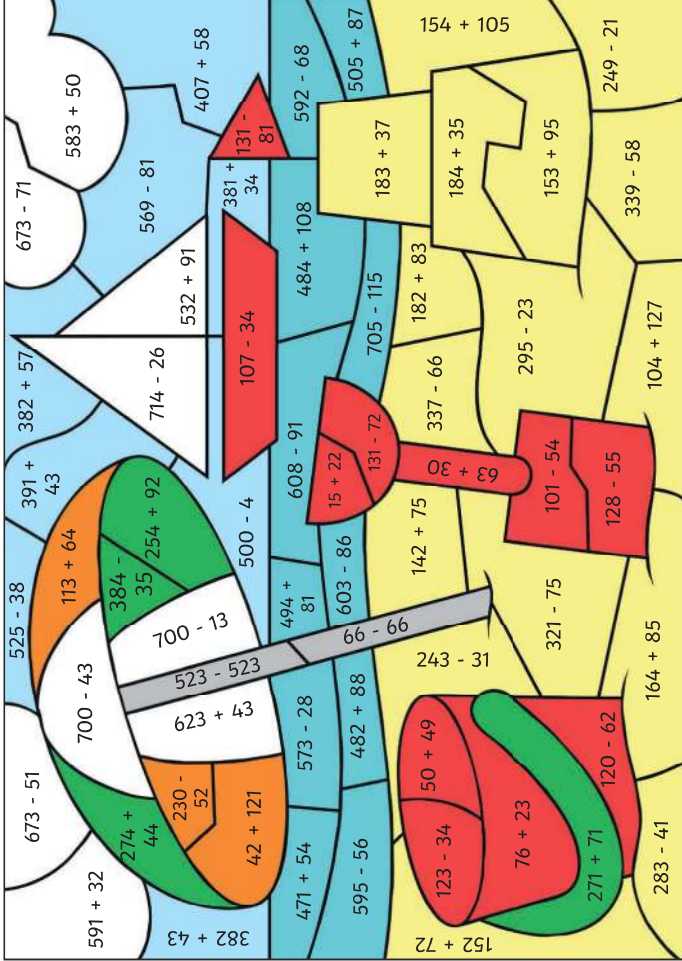 673 - 51
525 - 38
391 +
43
382 + 57
673 - 71
583 + 50
591 + 32
274 +
44
700 - 43
113 + 64
384 -
35
254 + 92
714 - 26
532 + 91
569 - 81
407 + 58
382 + 43
230 -
52
42 + 121
623 + 43
700 - 13
523 - 523
500 - 4
107 - 34
381 +
34
131 -
81
471 + 54
573 - 28
494 +
81
608 - 91
484 + 108
592 - 68
595 - 56
482 + 88
66 - 66
603 - 86
15 + 22
131 - 72
705 - 115
505 + 87
152 + 72
123 - 34
50 + 49
243 - 31
142 + 75
63 + 30
337 - 66
182 + 83
183 + 37
154 + 105
76 + 23
271 + 71
120 - 62
321 - 75
101 - 54
128 - 55
295 - 23
184 + 35
153 + 95
249 - 21
283 - 41
164 + 85
104 + 127
339 - 58